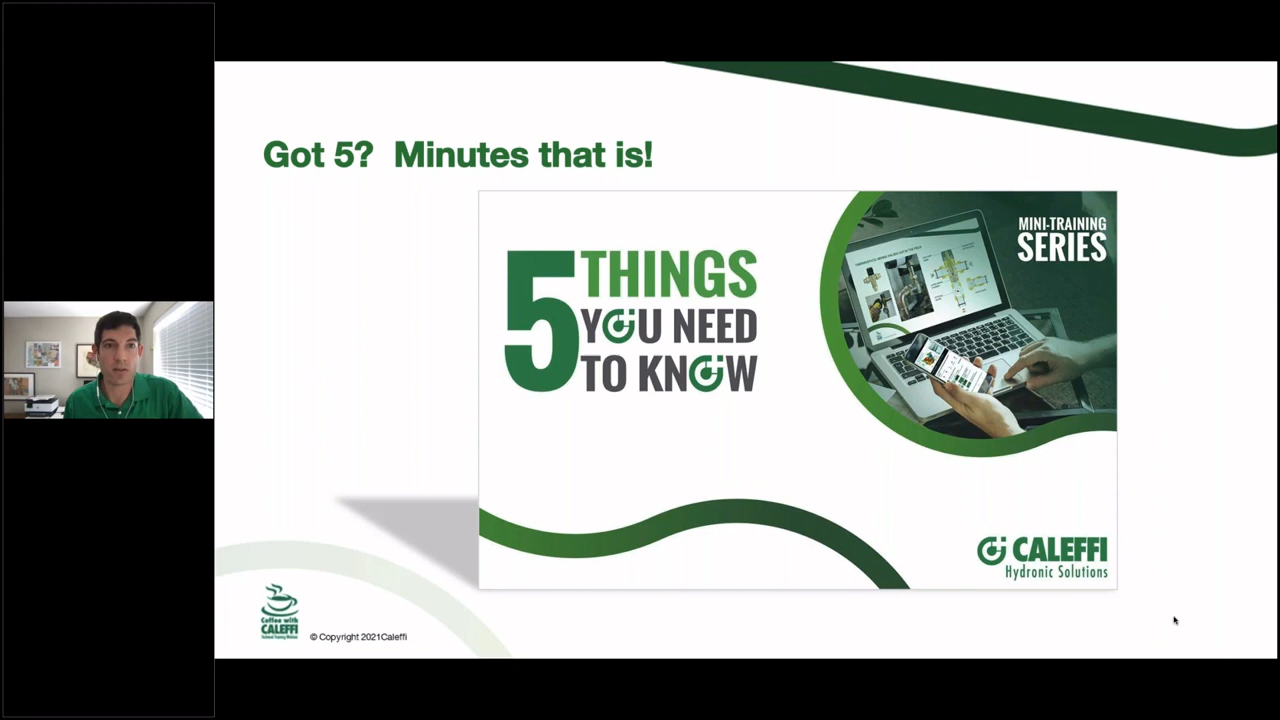 Got 5?  Minutes that is!
5 THINGS
YOU NEED
TO KNOW
MINI-TRAINING
SERIES
CALEFFI
Hydronic Solutions
Coffee with
CALEFFI
© Copyright 2021Caleffi